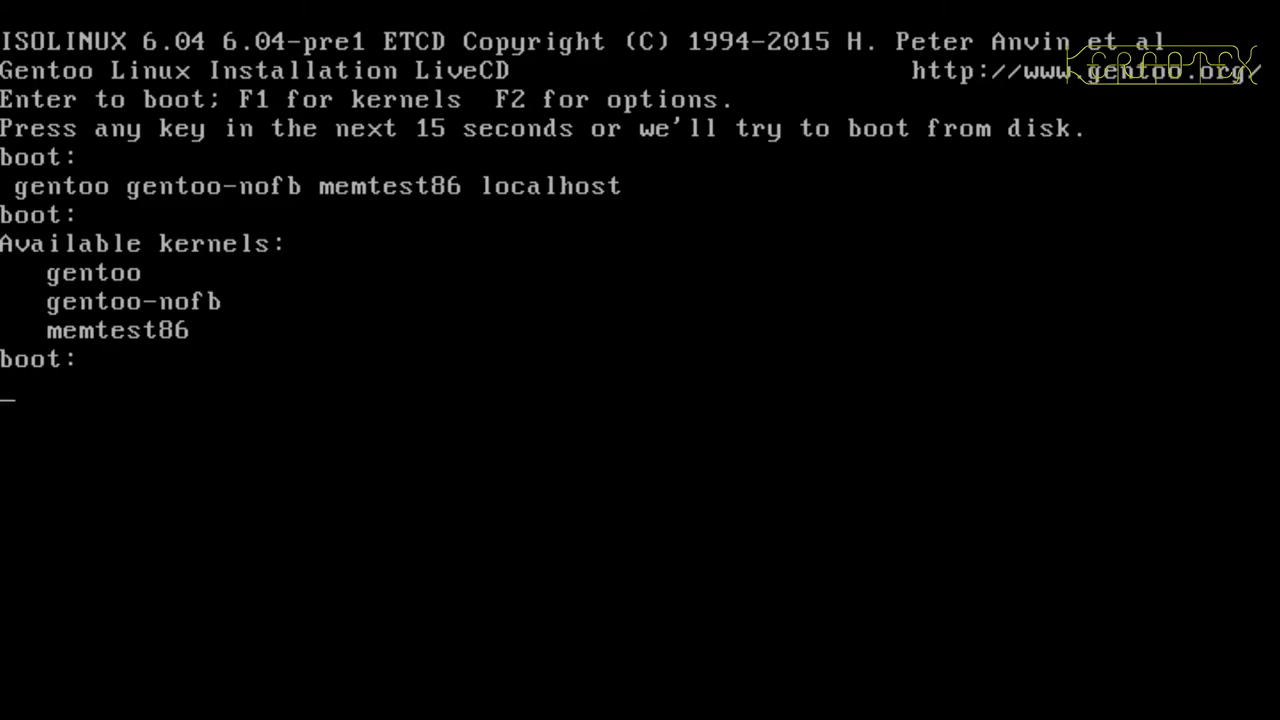 ISOLINUX 6.04 6.04-pre1 ETCD Copyright (C) 1994-2015 H. Peter Anvin et al
Gentoo Linux Installation LiveCD http://www.gentoo.org/
KERNOTEX
Enter to boot; F1 for kernels  F2 for options.
Press any key in the next 15 seconds or we'll try to boot from disk.
boot:
gentoo gentoo-nofb memtest86 localhost
boot:
Available kernels:
gentoo
gentoo-nofb
memtest86
boot:
_